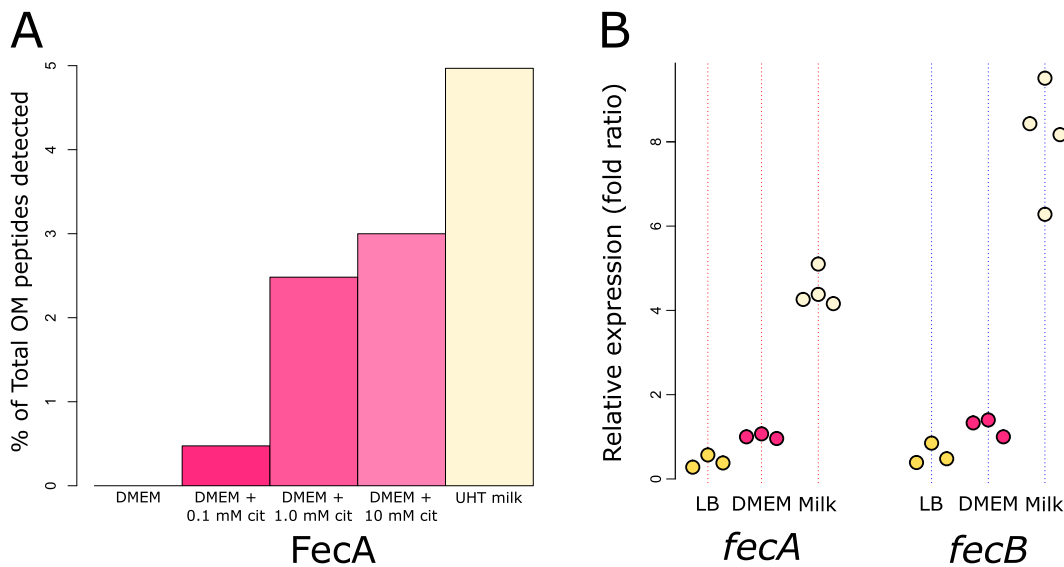 A
% of Total OM peptides detected
5
4
3
2
1
0
DMEM
DMEM +
0.1 mM cit
DMEM +
1.0 mM cit
DMEM +
10 mM cit
UHT milk
FecA
B
Relative expression (fold ratio)
8
6
4
2
0
LB DMEM Milk
fecA
LB DMEM Milk
fecB